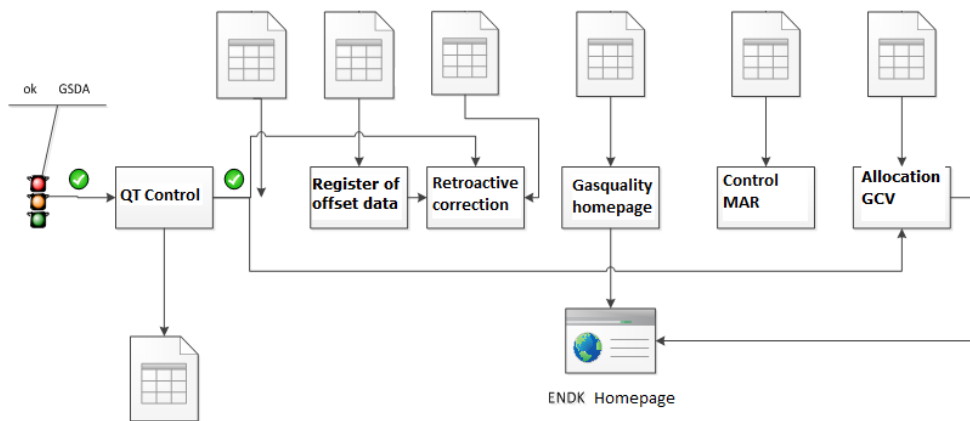 ok GSDA
QT Control
Register of
offset data
Retroactive
correction
Gasquality
homepage
Control
MAR
Allocation
GCV
ENDK Homepage